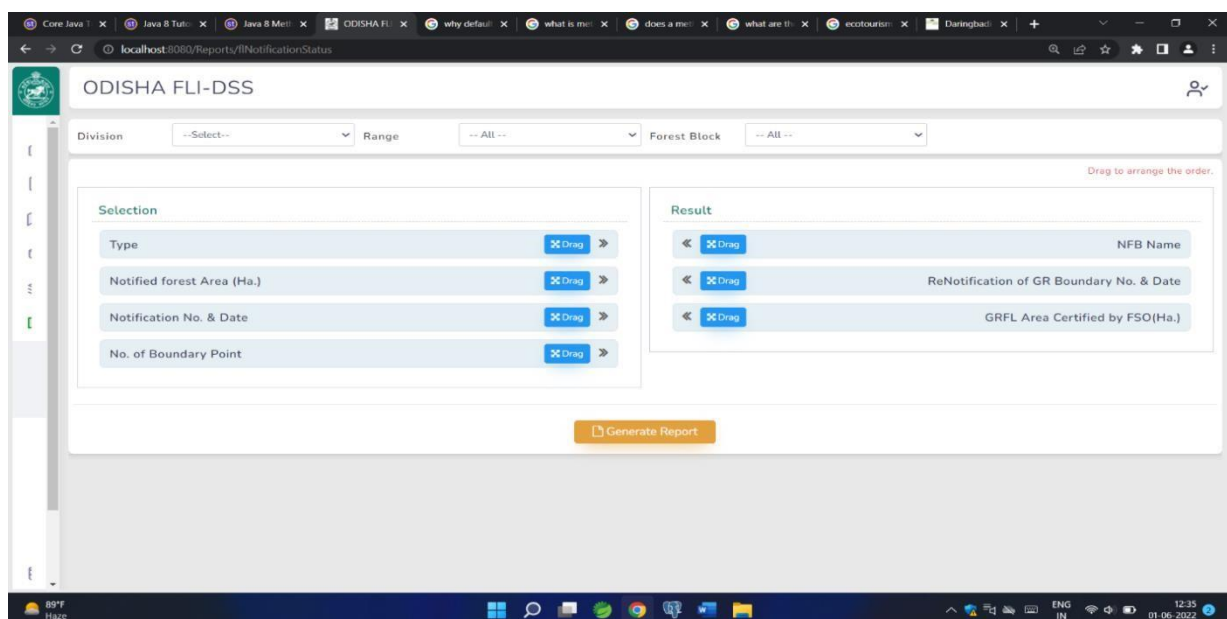 Core Java T
Java 8 Tuto
Java 8 Meth
ODISHA FL
why default
what is met
does a met
what are th
ecotourism
Daringbadi
localhost:8080/Reports/flNotificationStatus
ODISHA FLI-DSS
Division --Select-- Range -- All -- Forest Block -- All --
Drag to arrange the order.
Selection
Type Drag
Notified forest Area (Ha.) Drag
Notification No. & Date Drag
No. of Boundary Point Drag
Result
Drag NFB Name
Drag ReNotification of GR Boundary No. & Date
Drag GRFL Area Certified by FSO(Ha.)
Generate Report
89°F
Haze
ENG
IN
12:35
01-06-2022
2